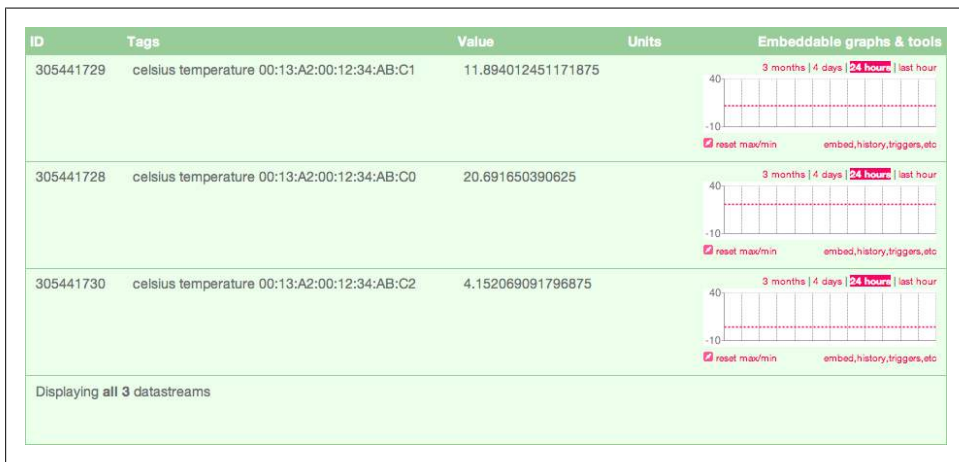 ID Tags Value Units Embeddable graphs & tools
305441729 celsius temperature 00:13:A2:00:12:34:AB:C1 11.894012451171875 3 months | 4 days | 24 hours | last hour
40
-10
reset max/min embed,history,triggers,etc
305441728 celsius temperature 00:13:A2:00:12:34:AB:C0 20.691650390625 3 months | 4 days | 24 hours | last hour
40
-10
reset max/min embed,history,triggers,etc
305441730 celsius temperature 00:13:A2:00:12:34:AB:C2 4.152069091796875 3 months | 4 days | 24 hours | last hour
40
-10
reset max/min embed,history,triggers,etc
Displaying all 3 datastreams